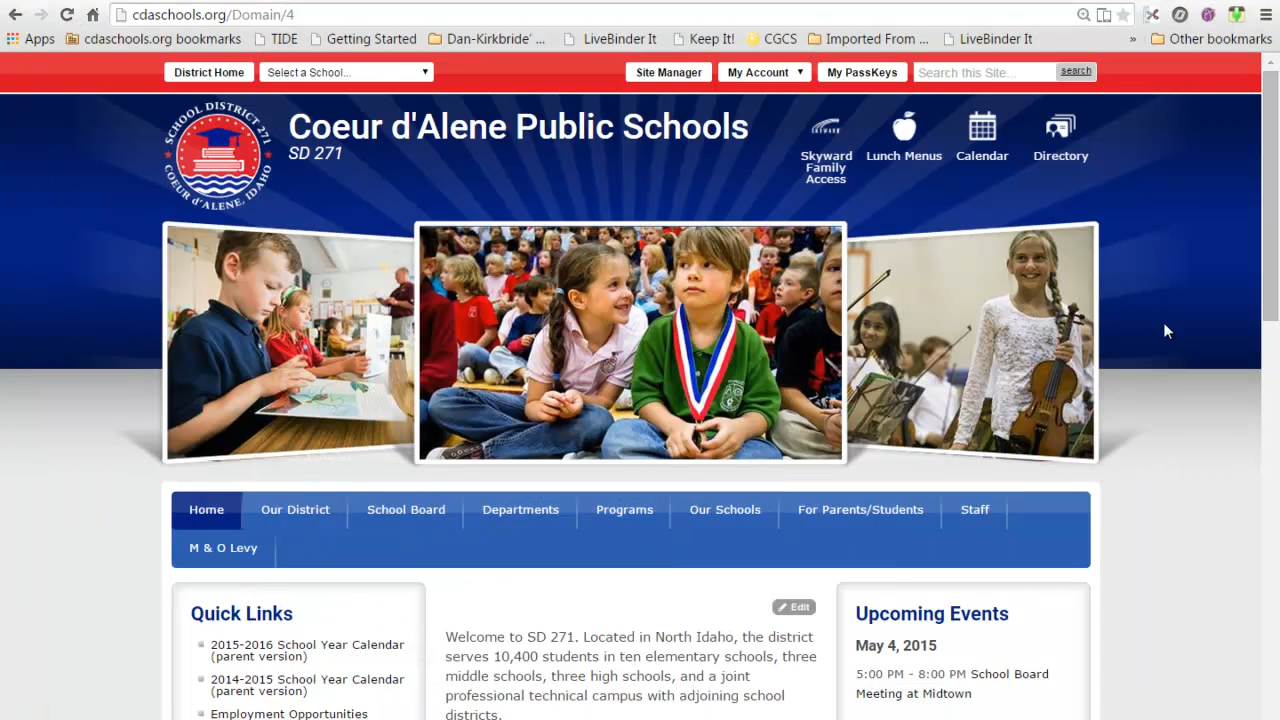 cdaschools.org/Domain/4
Apps cdaschools.org bookmarks TIDE Getting Started Dan-Kirkbride' ... LiveBinder It Keep It! CGCS Imported From ... LiveBinder It » Other bookmarks
District Home Select a School... Site Manager My Account My PassKeys Search this Site... search
SCHOOL DISTRICT 271
COEUR d'ALENE, IDAHO
Coeur d'Alene Public Schools
SD 271
Skyward
Family
Access
Lunch Menus
Calendar
Directory
Home Our District School Board Departments Programs Our Schools For Parents/Students Staff
M & O Levy
Quick Links
2015-2016 School Year Calendar
(parent version)
2014-2015 School Year Calendar
(parent version)
Employment Opportunities
Edit
Welcome to SD 271. Located in North Idaho, the district
serves 10,400 students in ten elementary schools, three
middle schools, three high schools, and a joint
professional technical campus with adjoining school
districts.
Upcoming Events
May 4, 2015
5:00 PM - 8:00 PM School Board
Meeting at Midtown